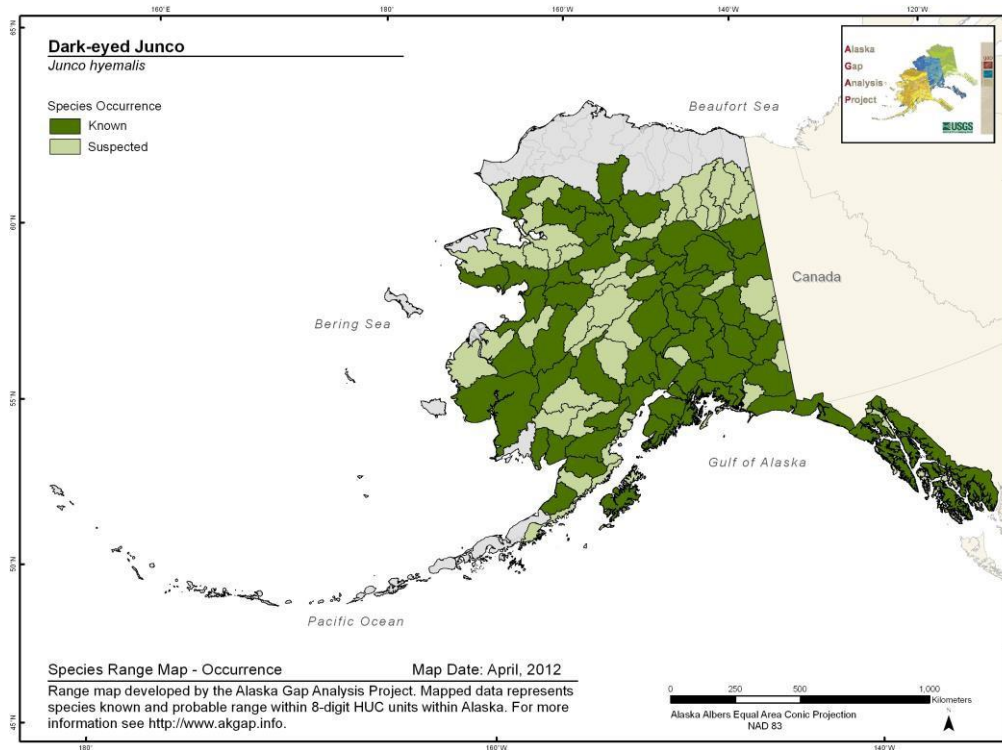 160°E
180°
160°W
140°W
120°W
65°N
Dark-eyed Junco
Junco hyemalis
Species Occurrence
Known
Suspected
Alaska
Gap
Analysis
Project
USGS
Beaufort Sea
60°N
Canada
Bering Sea
55°N
Gulf of Alaska
50°N
Pacific Ocean
Species Range Map - Occurrence Map Date: April, 2012
Range map developed by the Alaska Gap Analysis Project. Mapped data represents
species known and probable range within 8-digit HUC units within Alaska. For more
information see http://www.akgap.info.
0 250 500 1,000
Kilometers
Alaska Albers Equal Area Conic Projection
NAD 83
N
45°N
180°
160°W
140°W